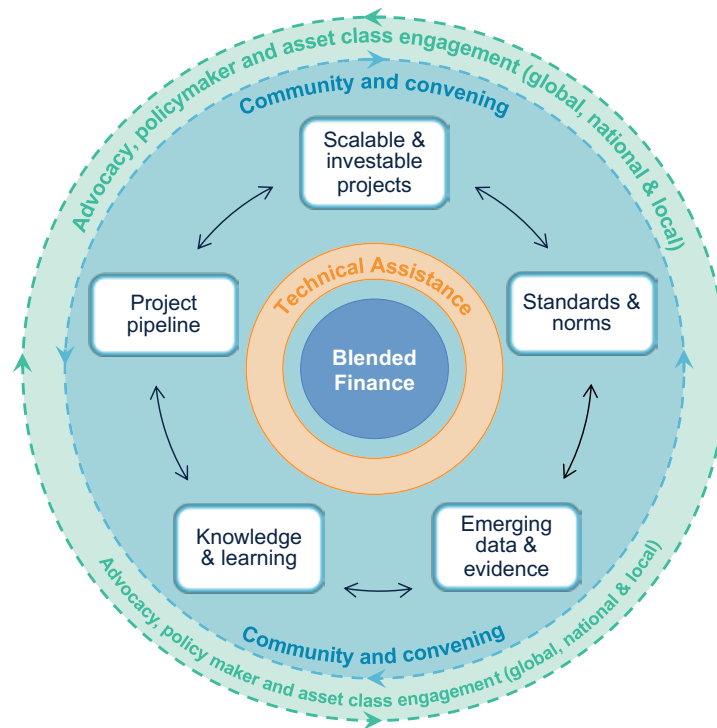 Advocacy, policymaker and asset class engagement (global, national & local)
Community and convening
Scalable &
investable
projects
Project
pipeline
Technical Assistance
Standards &
norms
Blended
Finance
Knowledge
& learning
Emerging
data &
evidence
Community and convening
Advocacy, policy maker and asset class engagement (global, national & local)